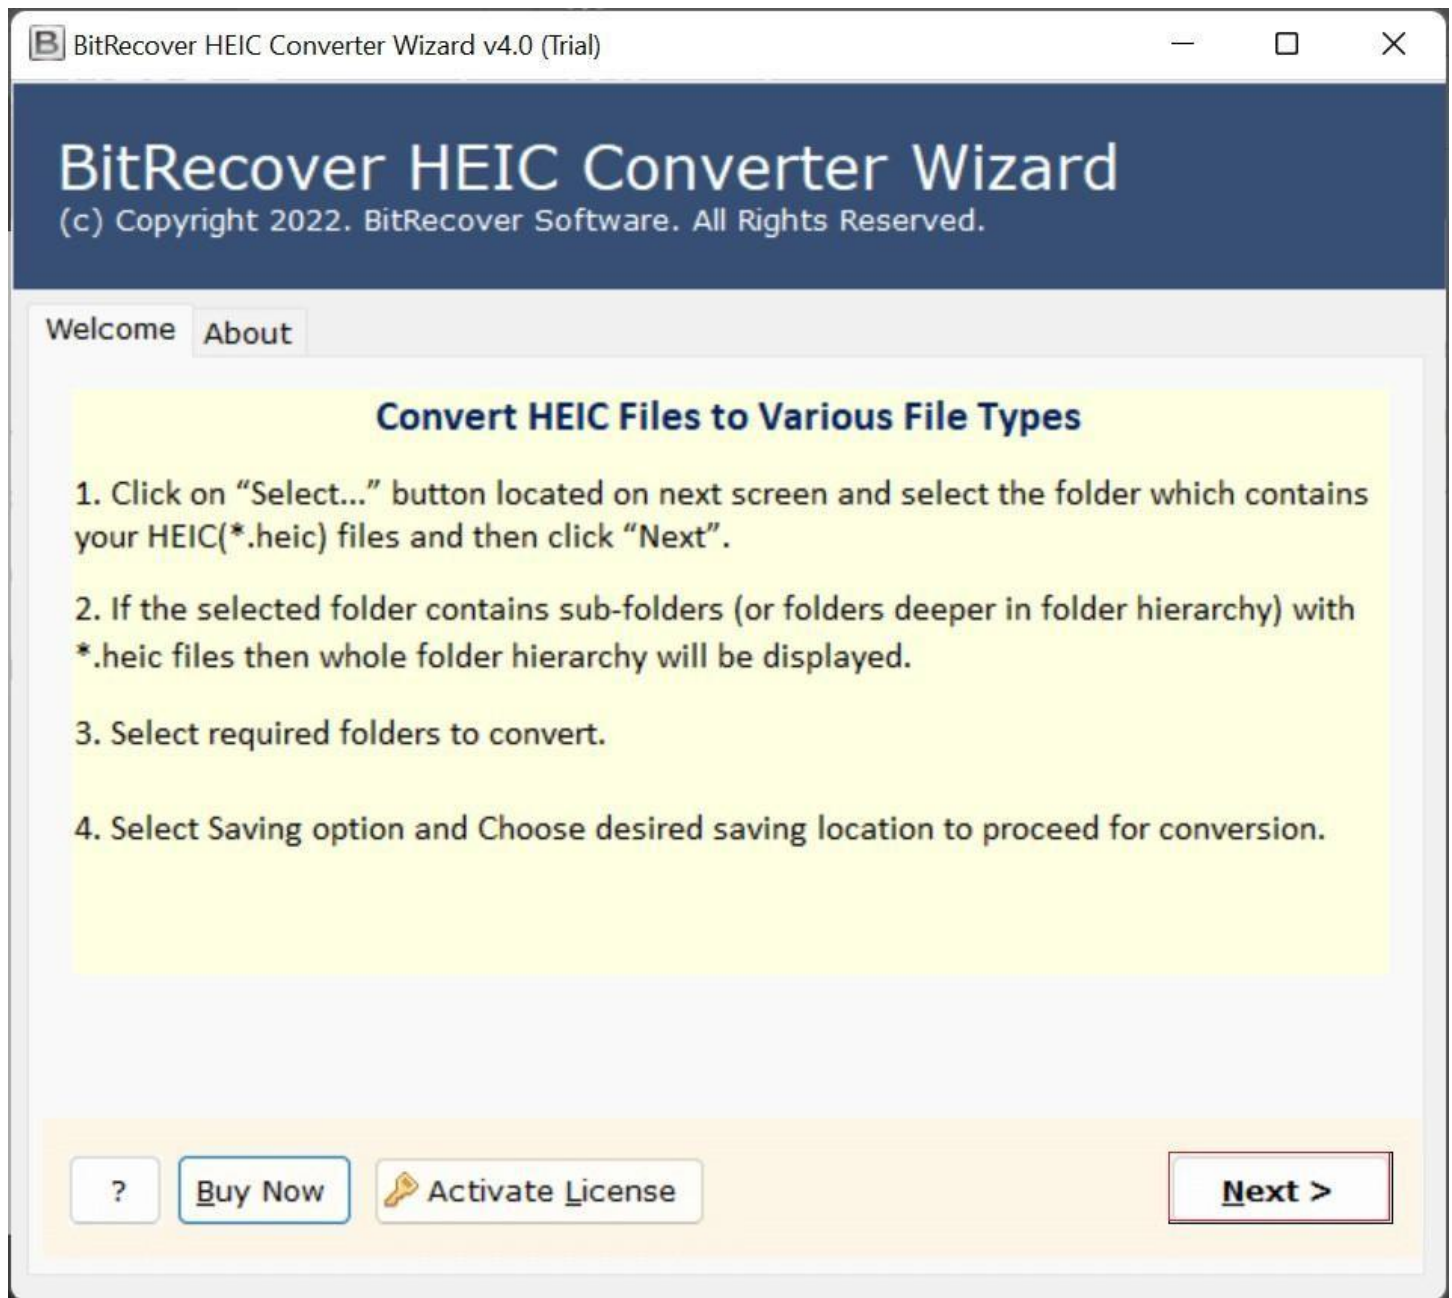 B BitRecover HEIC Converter Wizard v4.0 (Trial)
BitRecover HEIC Converter Wizard
(c) Copyright 2022. BitRecover Software. All Rights Reserved.
Welcome About
Convert HEIC Files to Various File Types
1. Click on “Select...” button located on next screen and select the folder which contains
your HEIC(*.heic) files and then click “Next”.
2. If the selected folder contains sub-folders (or folders deeper in folder hierarchy) with
*.heic files then whole folder hierarchy will be displayed.
3. Select required folders to convert.
4. Select Saving option and Choose desired saving location to proceed for conversion.
? Buy Now Activate License Next >